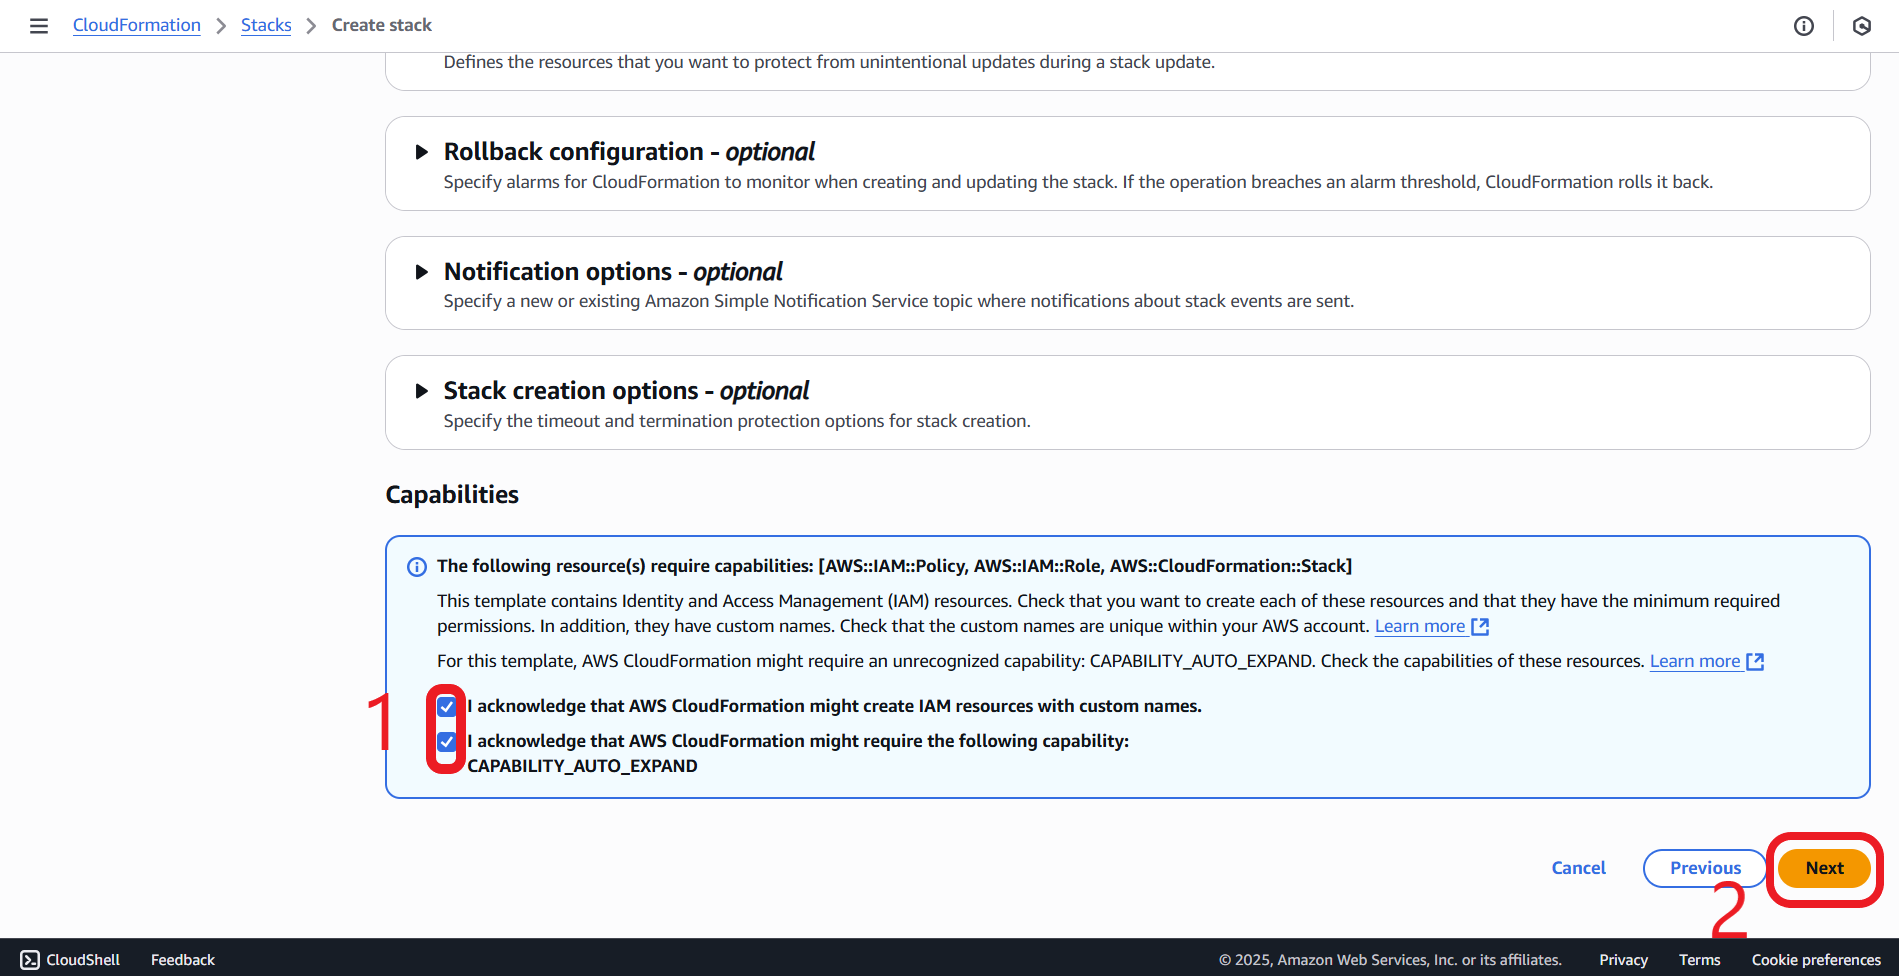 CloudFormation > Stacks > Create stack
Defines the resources that you want to protect from unintentional updates during a stack update.
Rollback configuration - optional
Specify alarms for CloudFormation to monitor when creating and updating the stack. If the operation breaches an alarm threshold, CloudFormation rolls it back.
Notification options - optional
Specify a new or existing Amazon Simple Notification Service topic where notifications about stack events are sent.
Stack creation options - optional
Specify the timeout and termination protection options for stack creation.
Capabilities
The following resource(s) require capabilities: [AWS::IAM::Policy, AWS::IAM::Role, AWS::CloudFormation::Stack]
This template contains Identity and Access Management (IAM) resources. Check that you want to create each of these resources and that they have the minimum required
permissions. In addition, they have custom names. Check that the custom names are unique within your AWS account. Learn more
For this template, AWS CloudFormation might require an unrecognized capability: CAPABILITY_AUTO_EXPAND. Check the capabilities of these resources. Learn more
1
I acknowledge that AWS CloudFormation might create IAM resources with custom names.
I acknowledge that AWS CloudFormation might require the following capability:
CAPABILITY_AUTO_EXPAND
Cancel Previous Next
2
CloudShell Feedback © 2025, Amazon Web Services, Inc. or its affiliates. Privacy Terms Cookie preferences